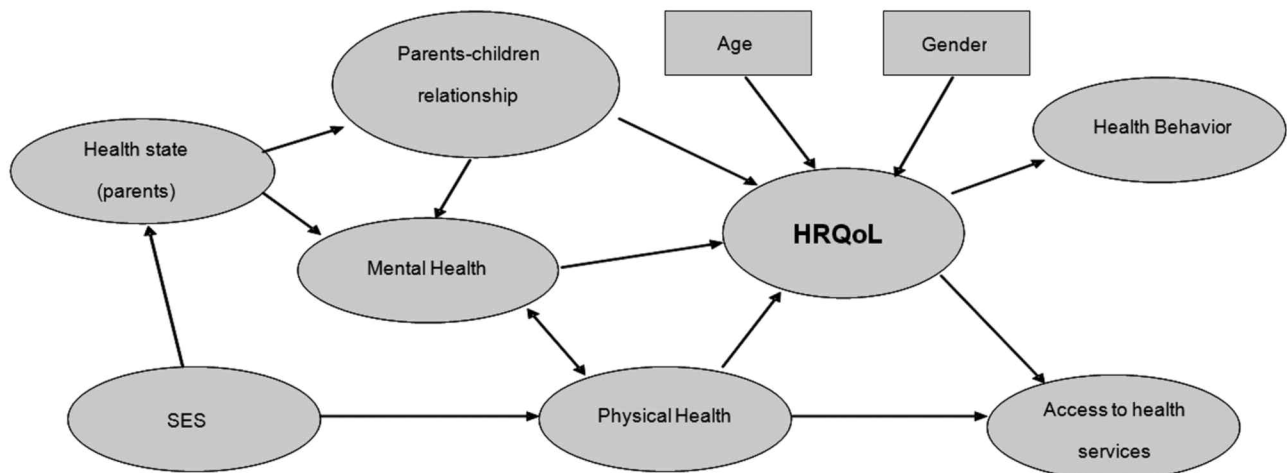 Parents-children
relationship
Age
Gender
Health Behavior
Health state
(parents)
HRQoL
Mental Health
SES
Physical Health
Access to health
services